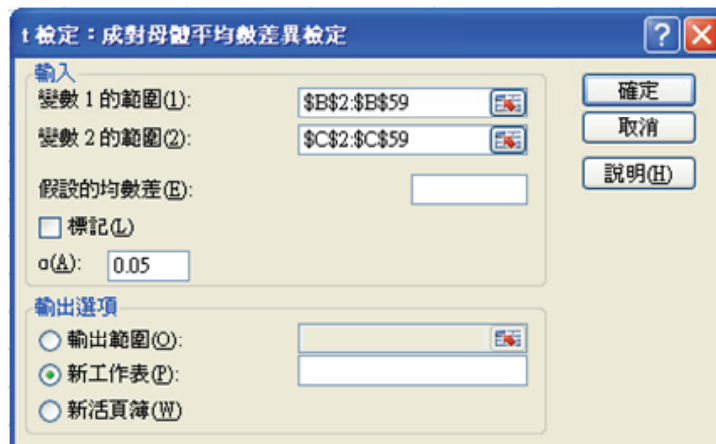 t 檢定：成對母體平均數差異檢定
輸入
變數 1 的範圍(1): $B$2:$B$59
變數 2 的範圍(2): $C$2:$C$59
假設的均數差(E):
標記(L)
α(A): 0.05
輸出選項
輸出範圍(O):
新工作表(P):
新活頁簿(W)
確定
取消
說明(H)